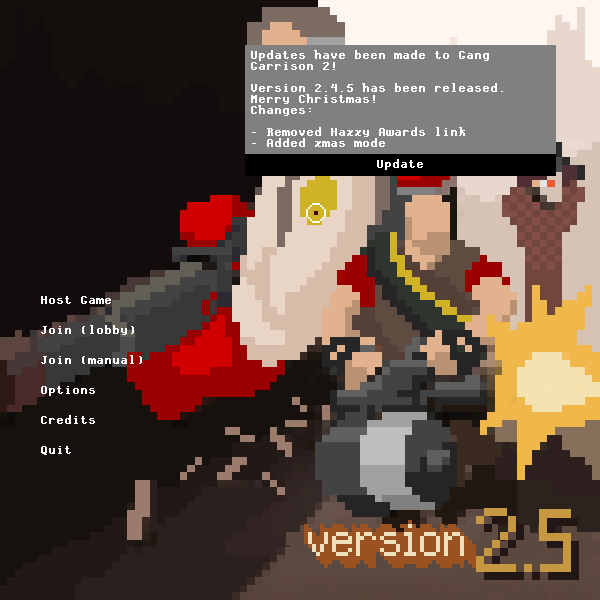 Updates have been made to Gang
Garrison 2!
Version 2.4.5 has been released.
Merry Christmas!
Changes:
- Removed Haxxy Awards link
- Added xmas mode
Update
Host Game
Join (lobby)
Join (manual)
Options
Credits
Quit
version 2.5